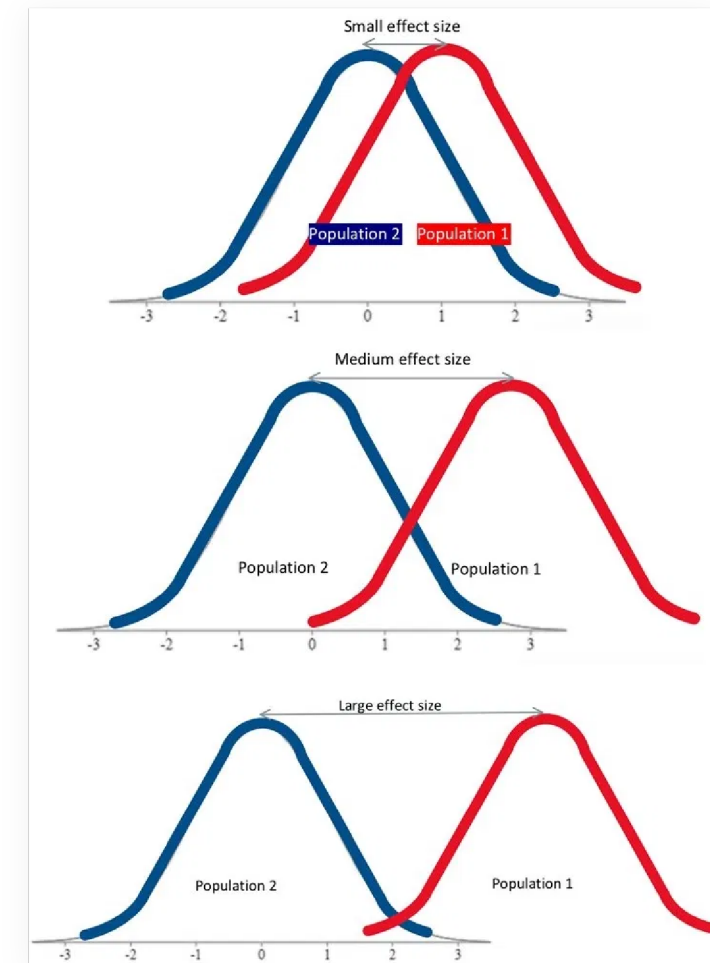 Small effect size
Population 2 Population 1
-3 -2 -1 0 1 2 3
Medium effect size
Population 2 Population 1
-3 -2 -1 0 1 2 3
Large effect size
Population 2 Population 1
-3 -2 -1 0 1 2 3